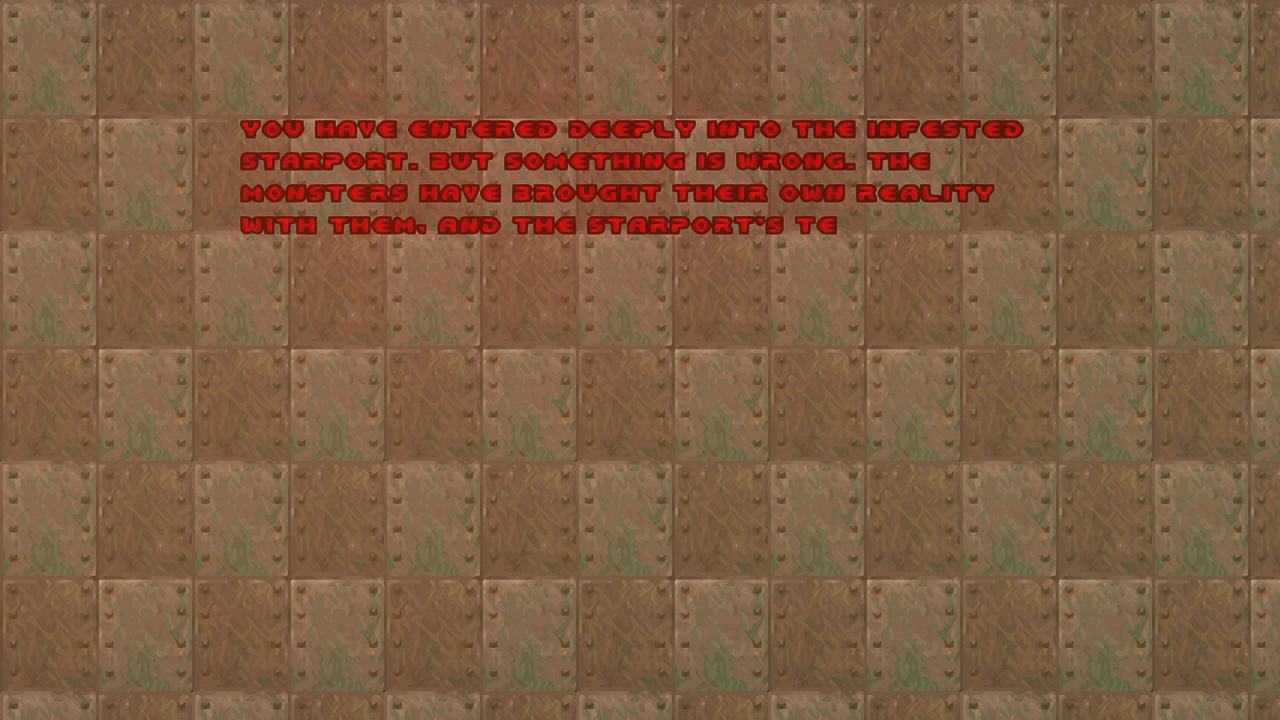 YOU HAVE ENTERED DEEPLY INTO THE INFESTED
STARPORT. BUT SOMETHING IS WRONG. THE
MONSTERS HAVE BROUGHT THEIR OWN REALITY
WITH THEM, AND THE STARPORT'S TE